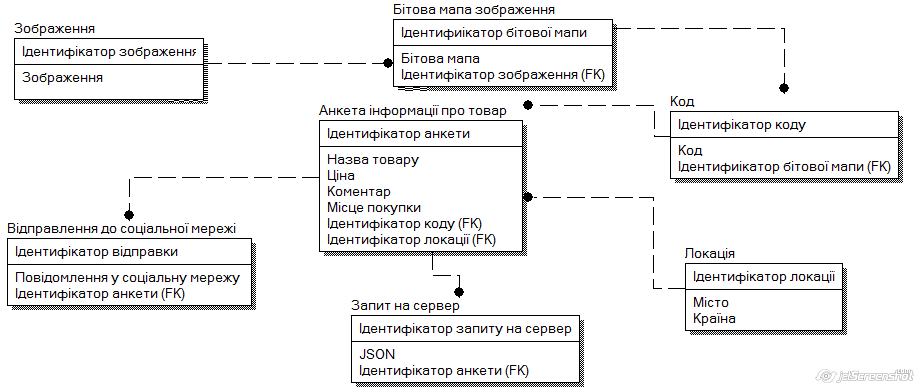 Зображення
Ідентифікатор зображення
Зображення
Бітова мапа зображення
Ідентифиікатор бітової мапи
Бітова мапа
Ідентифікатор зображення (FK)
Код
Ідентифікатор коду
Код
Ідентифиікатор бітової мапи (FK)
Анкета інформації про товар
Ідентифікатор анкети
Назва товару
Ціна
Коментар
Місце покупки
Ідентифікатор коду (FK)
Ідентифікатор локації (FK)
Відправлення до соціальної мережі
Ідентифікатор відправки
Повідомлення у соціальну мережу
Ідентифікатор анкети (FK)
Локація
Ідентифікатор локації
Місто
Країна
Запит на сервер
Ідентифікатор запиту на сервер
JSON
Ідентифікатор анкети (FK)
jetScreenshot